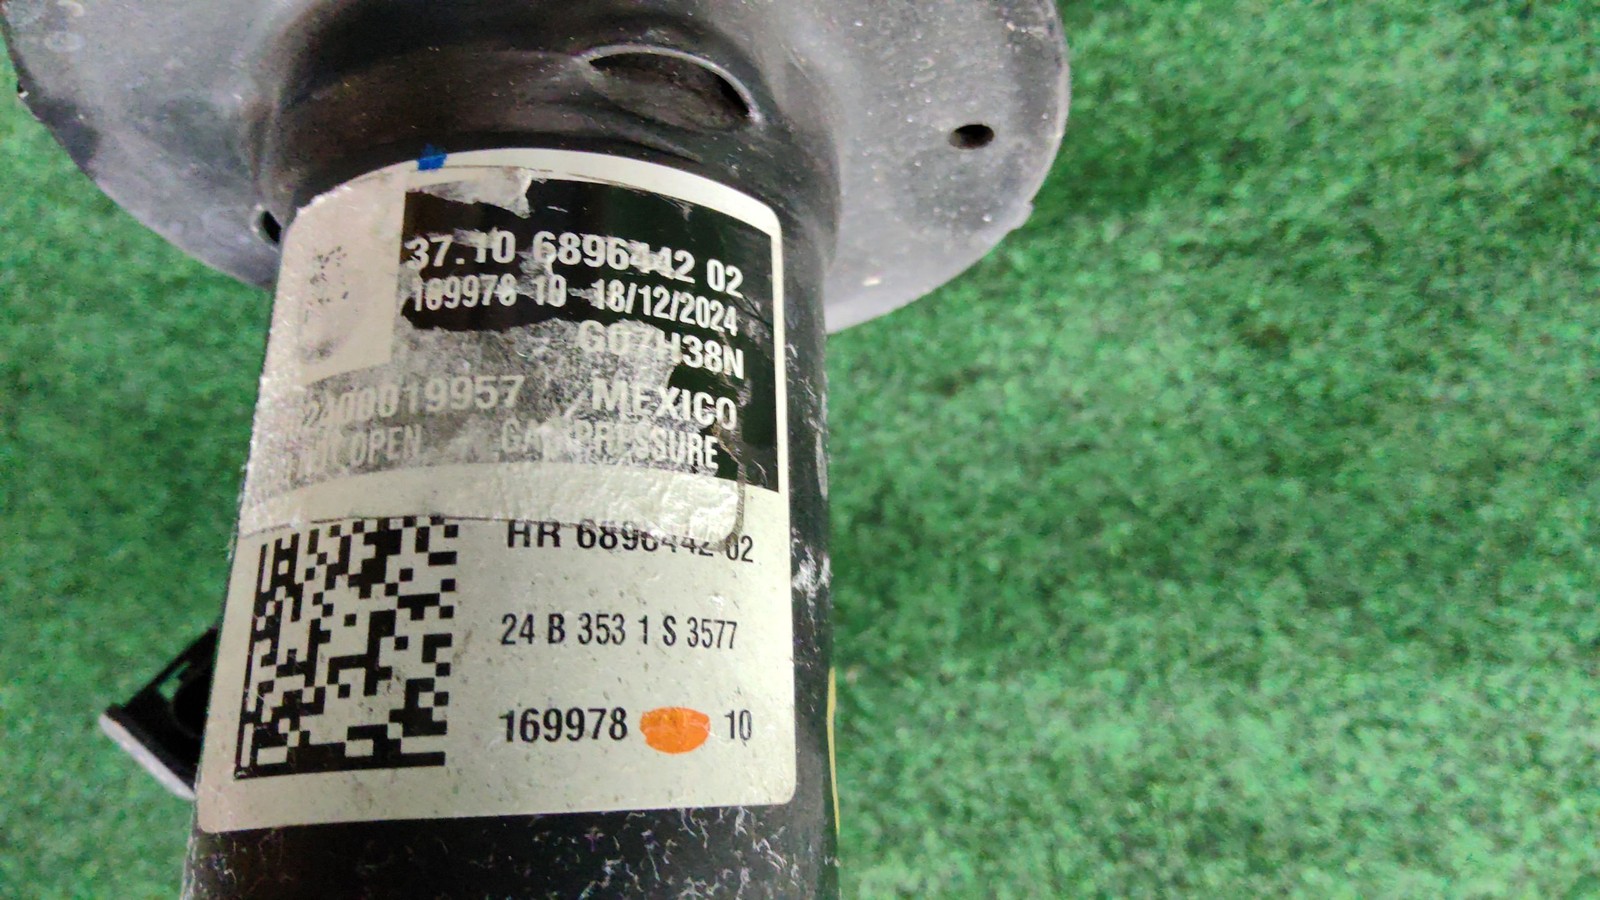 37.10 6896442 02
169978 10 18/12/2024
G07H38N
2400019957 MEXICO
OPEN GAS PRESSURE
HR 6896442 02
24 B 353 1 S 3577
169978 10